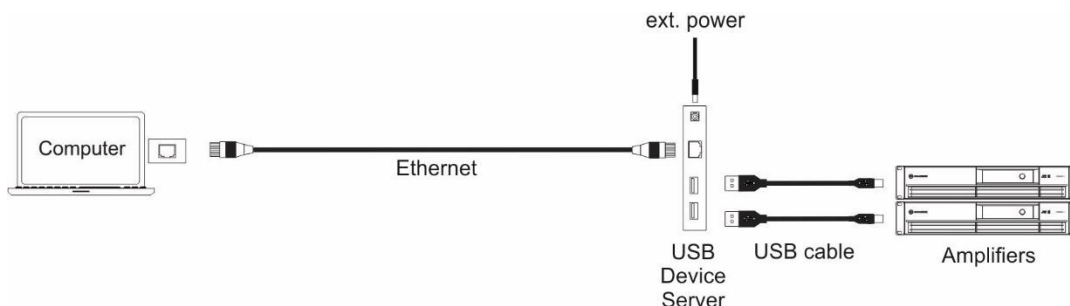 ext. power
Computer
Ethernet
USB
Device
Server
USB cable
Amplifiers